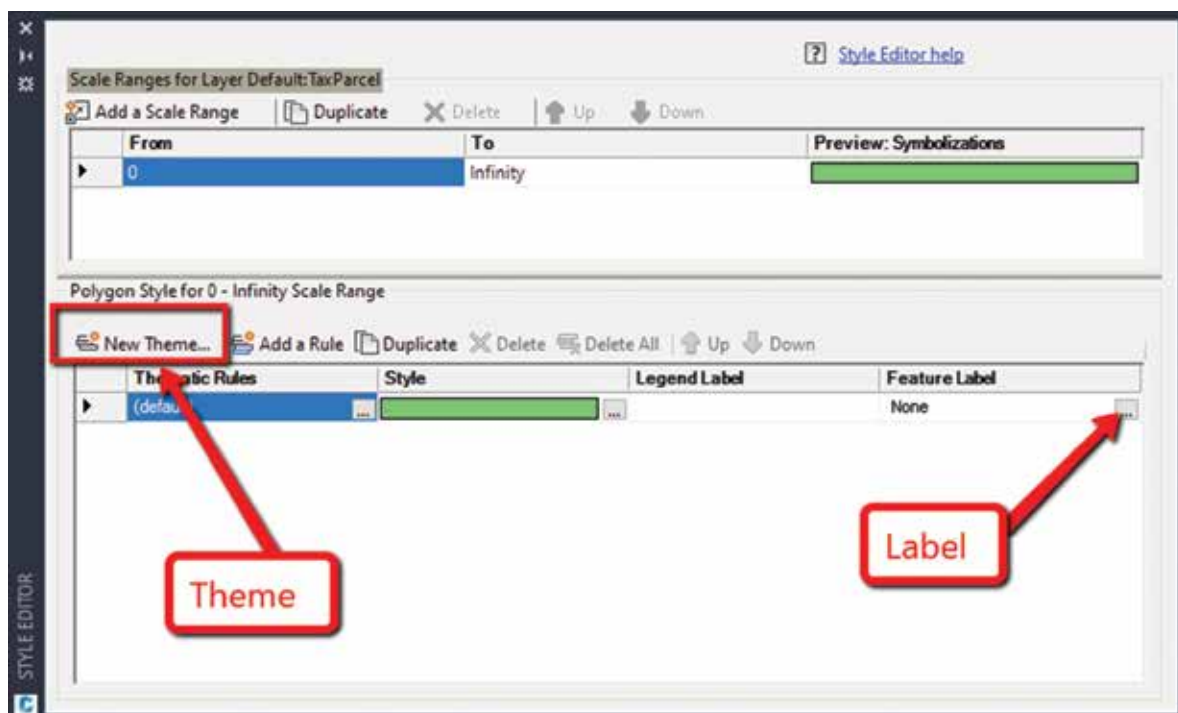 Style Editor help
Scale Ranges for Layer Default:TaxParcel
Add a Scale Range Duplicate Delete Up Down
From To Preview: Symbolizations
0 Infinity
Polygon Style for 0 - Infinity Scale Range
New Theme... Add a Rule Duplicate Delete Delete All Up Down
Style Legend Label Feature Label
... ... None ...
Theme
Label
STYLE EDITOR
C